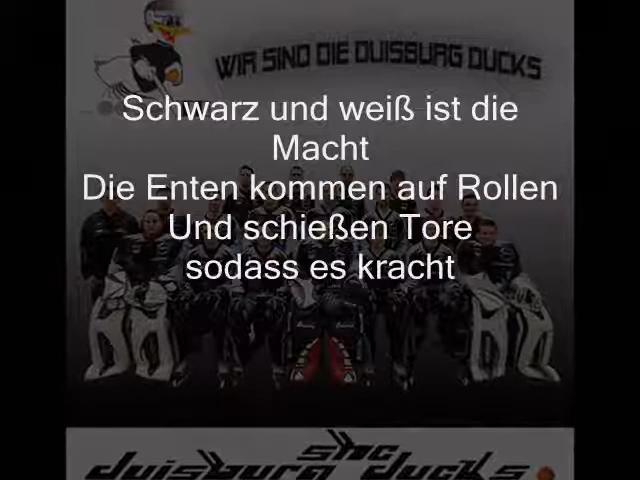 WIR SIND DIE DUISBURG DUCKS
Schwarz und weiß ist die
Macht
Die Enten kommen auf Rollen
Und schießen Tore
sodass es kracht
SHC
duisburg ducks